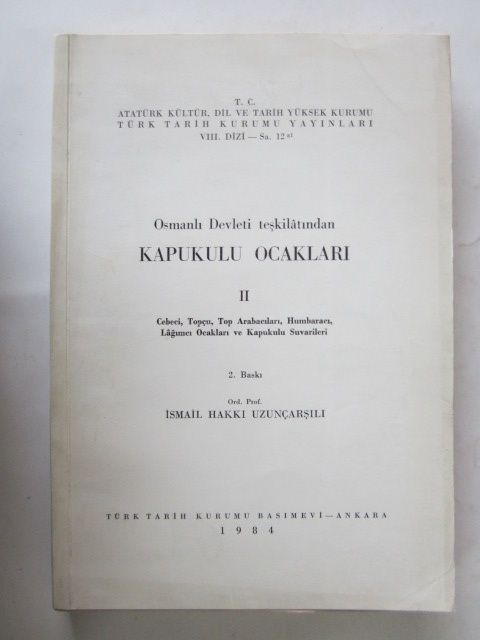 T. C.
ATATÜRK KÜLTÜR, DİL VE TARİH YÜKSEK KURUMU
TÜRK TARİH KURUMU YAYINLARI
VIII. DİZİ — Sa. 12 a1
Osmanlı Devleti teşkilâtından
KAPUKULU OCAKLARI
II
Cebeci, Topçu, Top Arabacıları, Humbaracı,
Lâğımcı Ocakları ve Kapukulu Suvarileri
2. Baskı
Ord. Prof.
İSMAİL HAKKI UZUNÇARŞILI
TÜRK TARİH KURUMU BASIMEVİ — ANKARA
1984